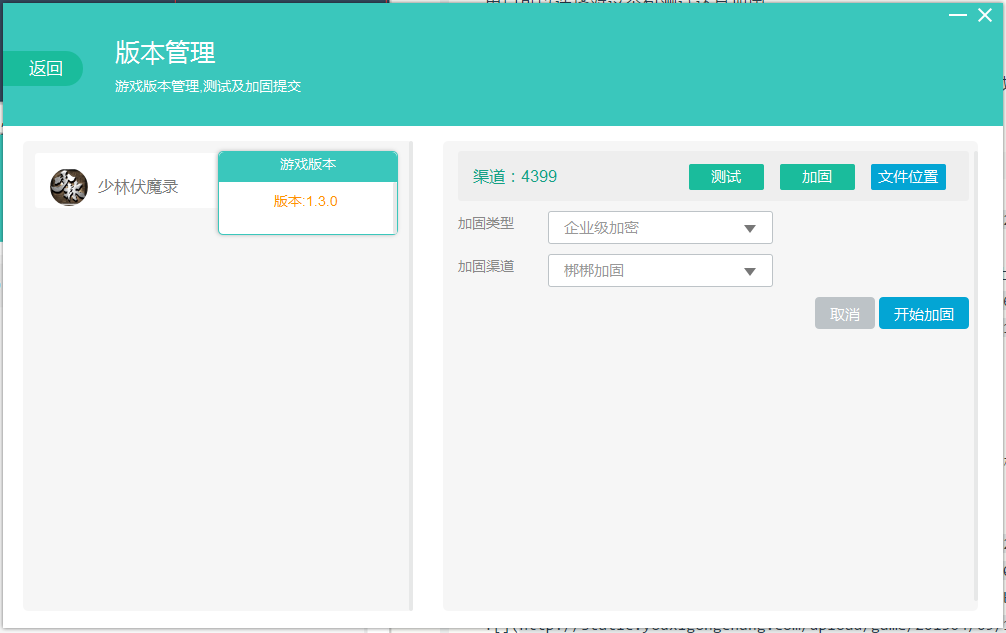 版本管理
返回
游戏版本管理,测试及加固提交
少林伏魔录
游戏版本
版本:1.3.0
渠道：4399
测试
加固
文件位置
加固类型
企业级加密
加固渠道
梆梆加固
取消
开始加固